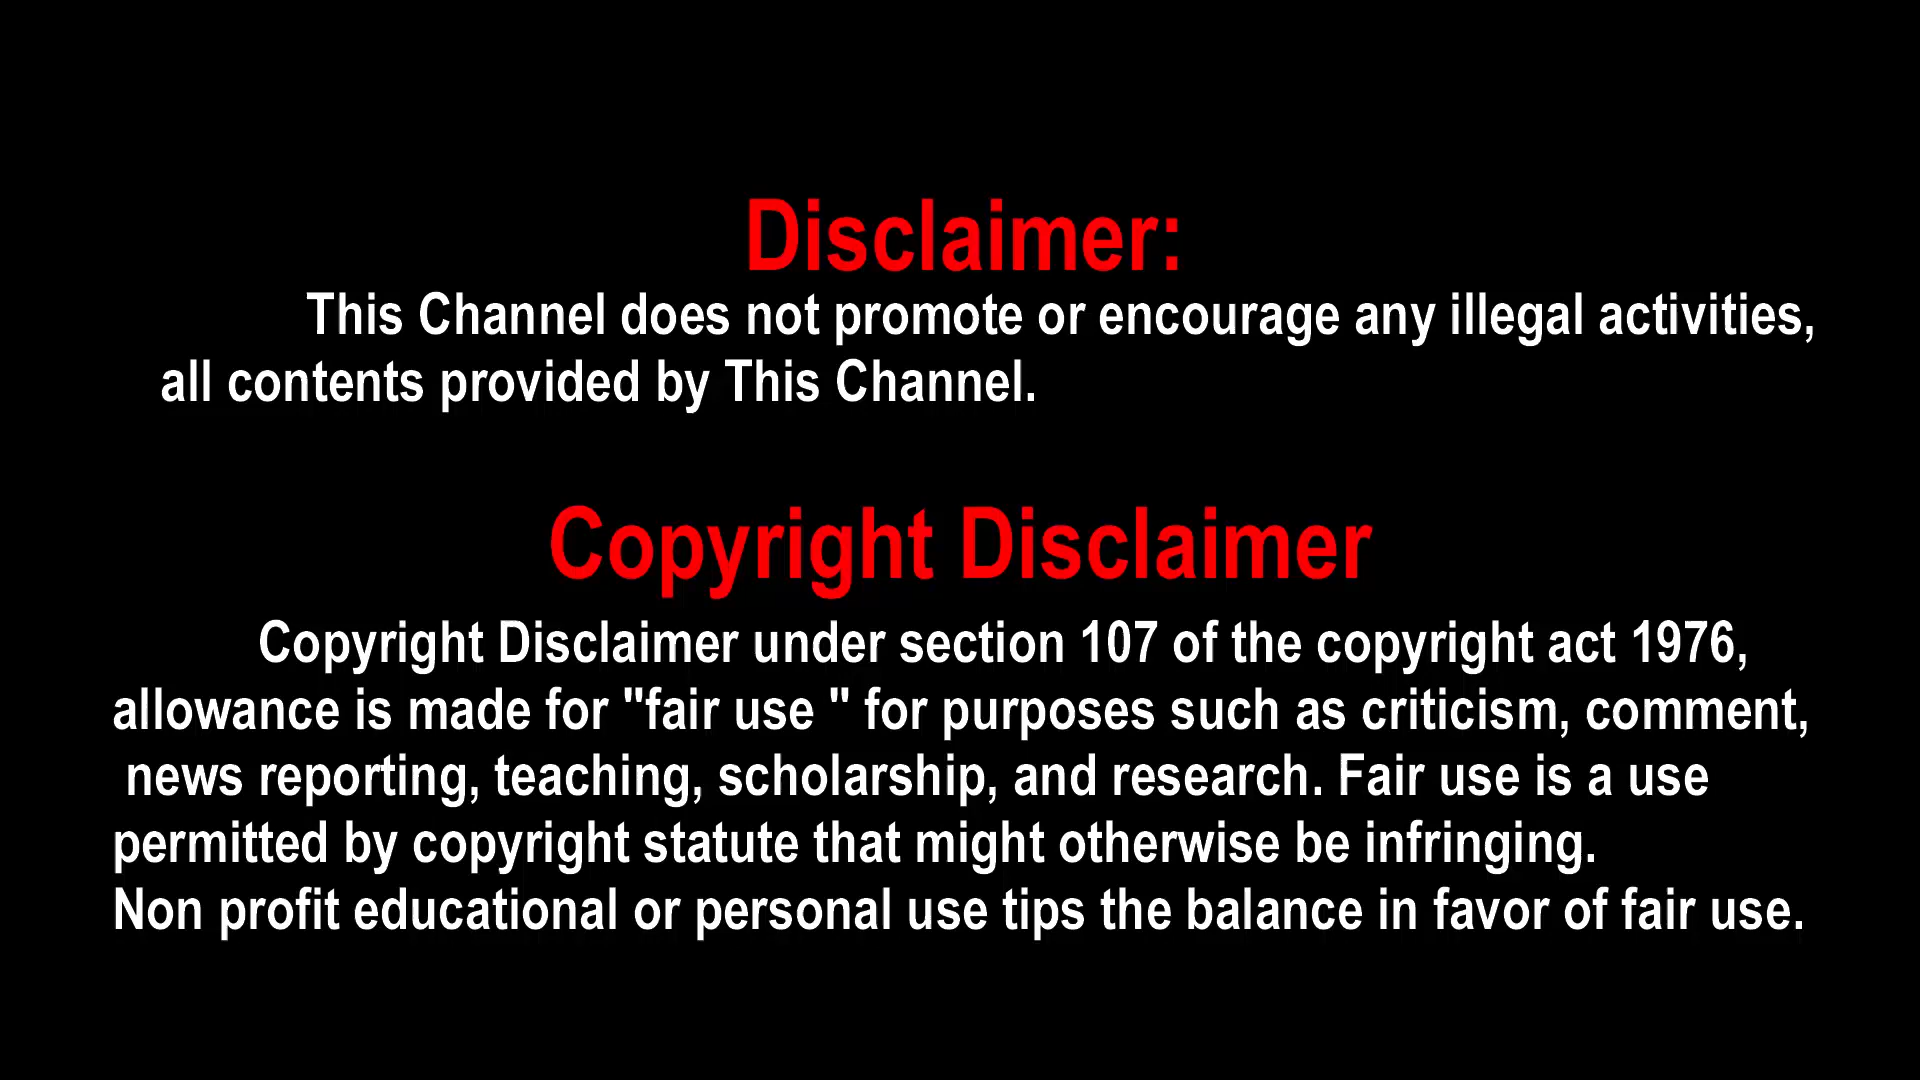 Disclaimer:
This Channel does not promote or encourage any illegal activities,
all contents provided by This Channel.
Copyright Disclaimer
Copyright Disclaimer under section 107 of the copyright act 1976,
allowance is made for "fair use " for purposes such as criticism, comment,
news reporting, teaching, scholarship, and research. Fair use is a use
permitted by copyright statute that might otherwise be infringing.
Non profit educational or personal use tips the balance in favor of fair use.